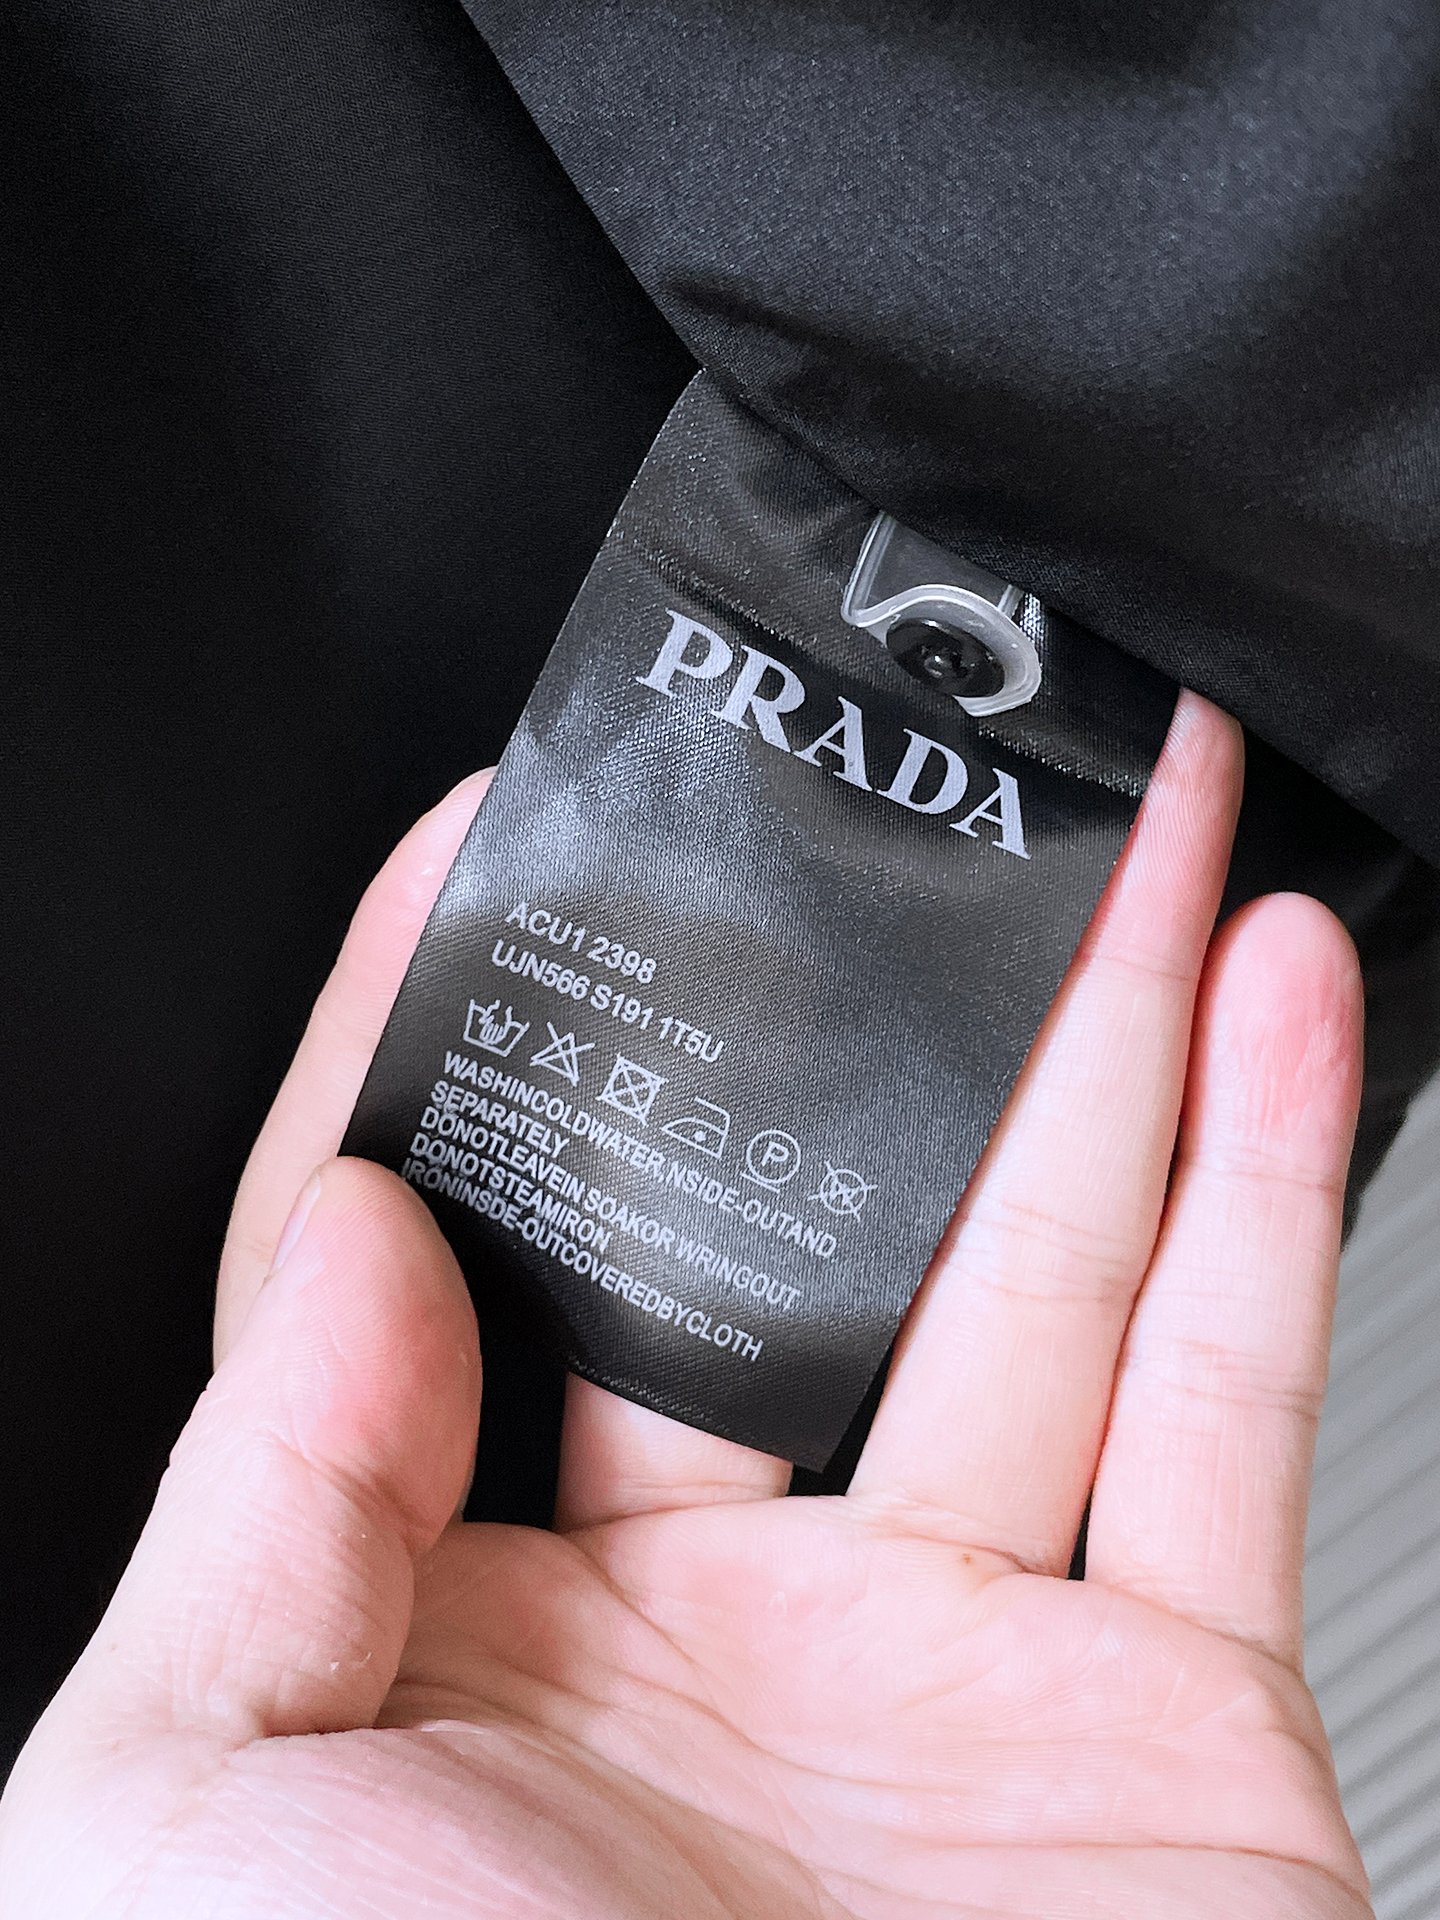 PRADA
ACU1 2398
UJN566 S191 1T5U
P
WASHINCOLDWATER NSIDE-OUTAND
SEPARATELY
DONOTLEAVEIN SOAKOR WRINGOUT
DONOTSTEAMIRON
IRONINSDE-OUTCOVEREDBYCLOTH